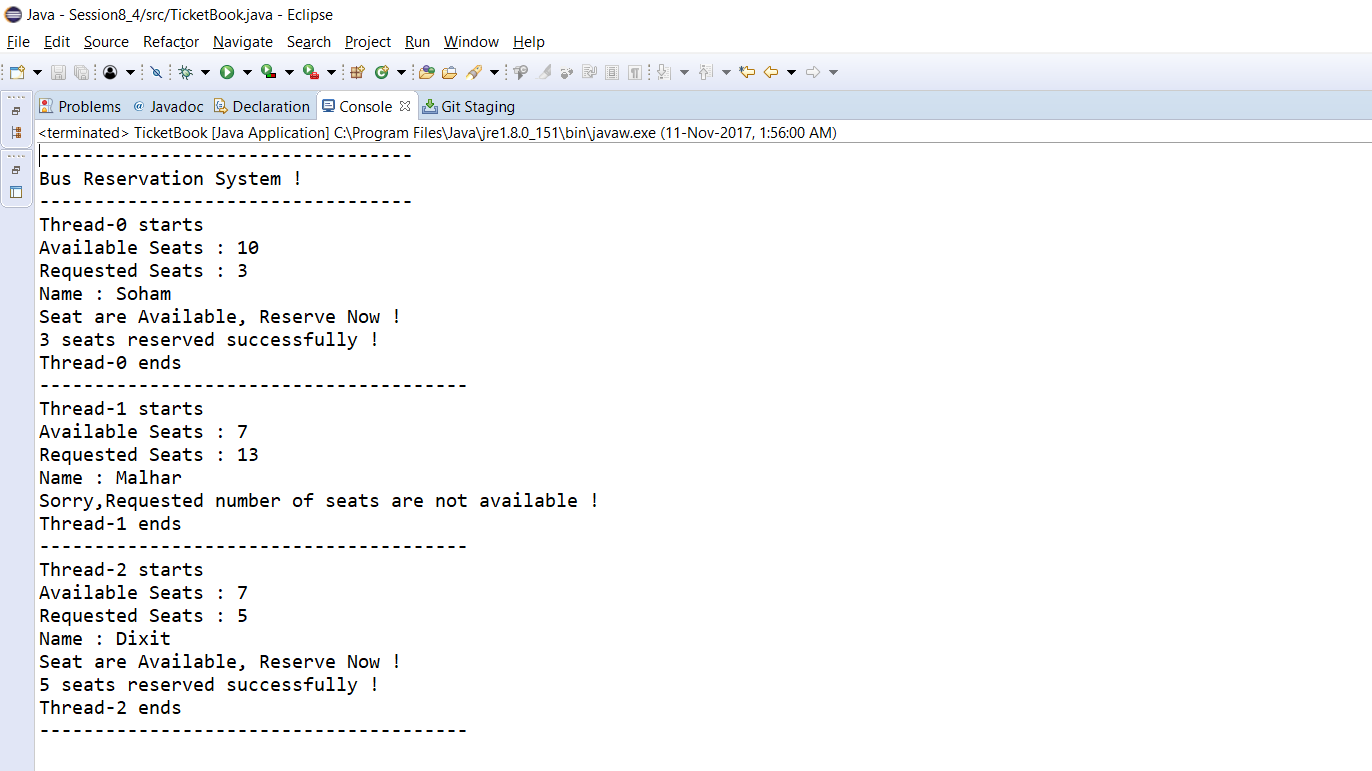 Java - Session8_4/src/TicketBook.java - Eclipse
File Edit Source Refactor Navigate Search Project Run Window Help
Problems @ Javadoc Declaration Console Git Staging
<terminated> TicketBook [Java Application] C:\Program Files\Java\jre1.8.0_151\bin\javaw.exe (11-Nov-2017, 1:56:00 AM)
----------------------------------
Bus Reservation System !
----------------------------------
Thread-0 starts
Available Seats : 10
Requested Seats : 3
Name : Soham
Seat are Available, Reserve Now !
3 seats reserved successfully !
Thread-0 ends
---------------------------------------
Thread-1 starts
Available Seats : 7
Requested Seats : 13
Name : Malhar
Sorry,Requested number of seats are not available !
Thread-1 ends
---------------------------------------
Thread-2 starts
Available Seats : 7
Requested Seats : 5
Name : Dixit
Seat are Available, Reserve Now !
5 seats reserved successfully !
Thread-2 ends
---------------------------------------